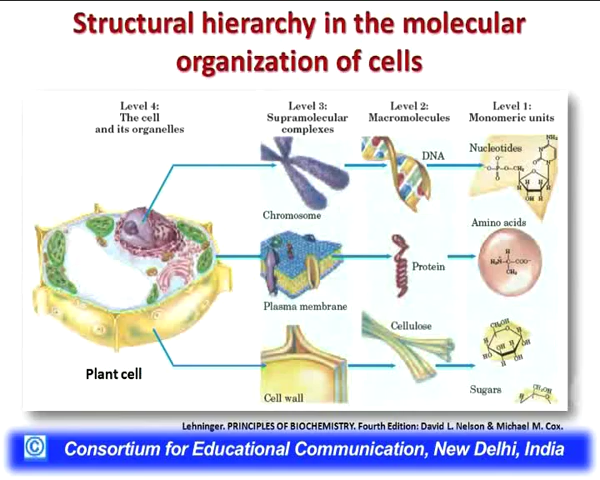 Structural hierarchy in the molecular
organization of cells
Level 4:
The cell
and its organelles
Level 3:
Supramolecular
complexes
Level 2:
Macromolecules
Level 1:
Monomeric units
DNA
Nucleotides
Chromosome
Amino acids
Protein
Plasma membrane
Cellulose
Plant cell
Cell wall
Sugars
Lehninger. PRINCIPLES OF BIOCHEMISTRY. Fourth Edition: David L. Nelson & Michael M. Cox.
© Consortium for Educational Communication, New Delhi, India